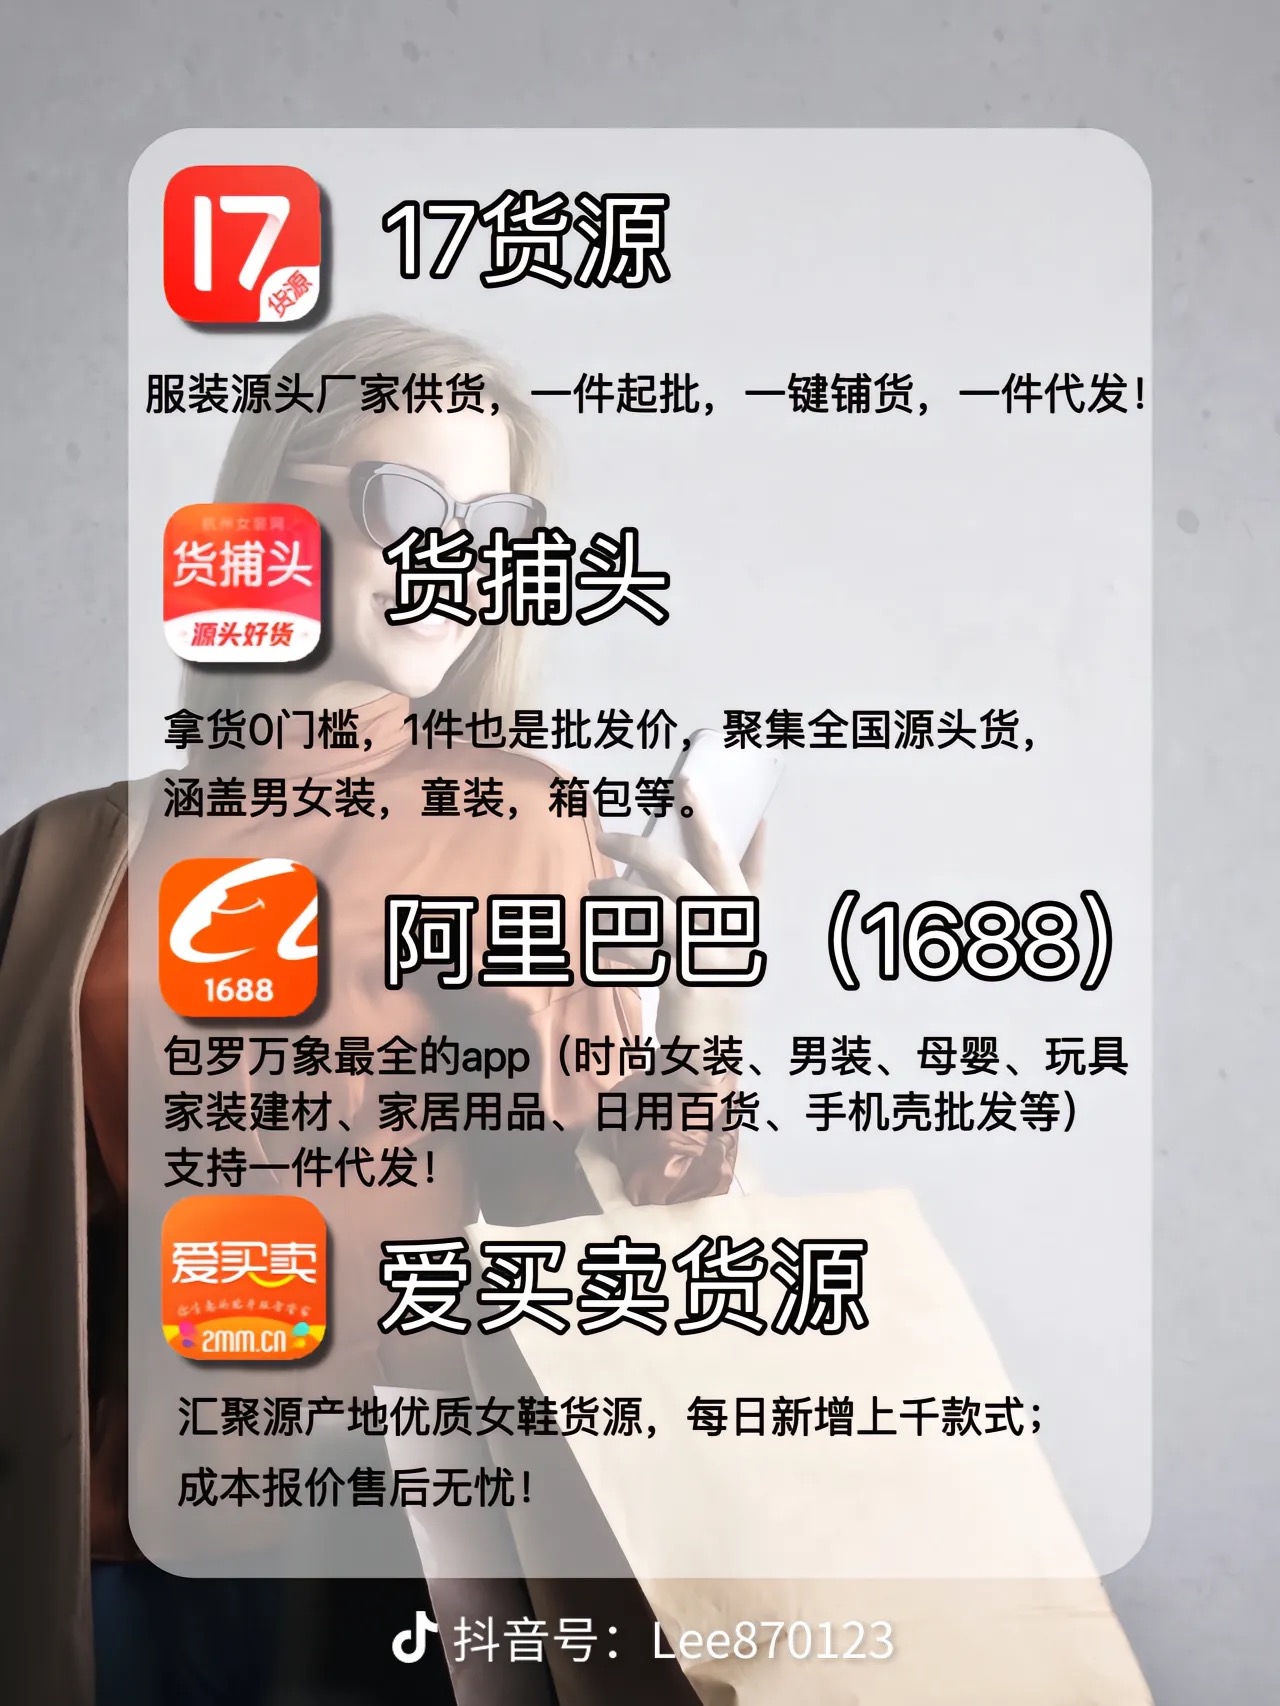 17
货源
17货源
服装源头厂家供货，一件起批，一键铺货，一件代发！
杭州女装网
货捕头
源头好货
货捕头
拿货0门槛，1件也是批发价，聚集全国源头货，
涵盖男女装，童装，箱包等。
1688
阿里巴巴（1688）
包罗万象最全的app（时尚女装、男装、母婴、玩具
家装建材、家居用品、日用百货、手机壳批发等）
支持一件代发！
爱买卖
2mm.cn
爱买卖货源
汇聚源产地优质女鞋货源，每日新增上千款式；
成本报价售后无忧！
抖音号：Lee870123